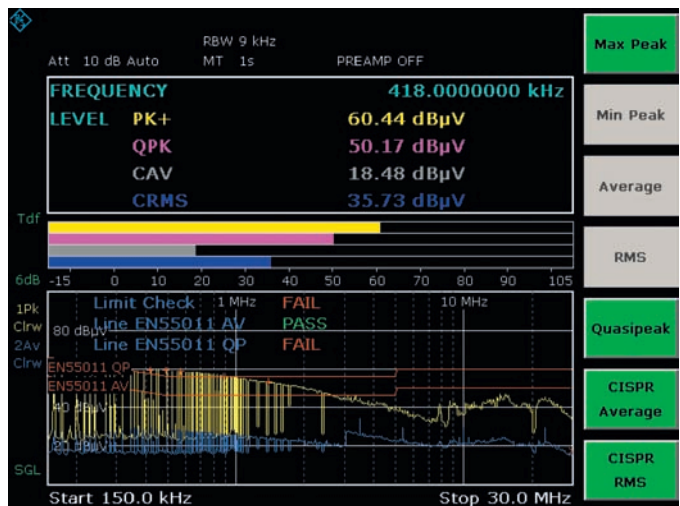 RBW 9 kHz
Att 10 dB Auto MT 1s PREAMP OFF
FREQUENCY 418.0000000 kHz
LEVEL PK+ 60.44 dBµV
QPK 50.17 dBµV
CAV 18.48 dBµV
CRMS 35.73 dBµV
Tdf
6dB -15 0 10 20 30 40 50 60 70 80 90 105
1Pk
Clrw
2Av
Clrw
SGL
Limit Check 1 MHz FAIL 10 MHz
80 dBµV Line EN55011 AV PASS
Line EN55011 QP FAIL
EN55011 QP
EN55011 AV
40 dBµV
Start 150.0 kHz Stop 30.0 MHz
Max Peak
Min Peak
Average
RMS
Quasipeak
CISPR
Average
CISPR
RMS